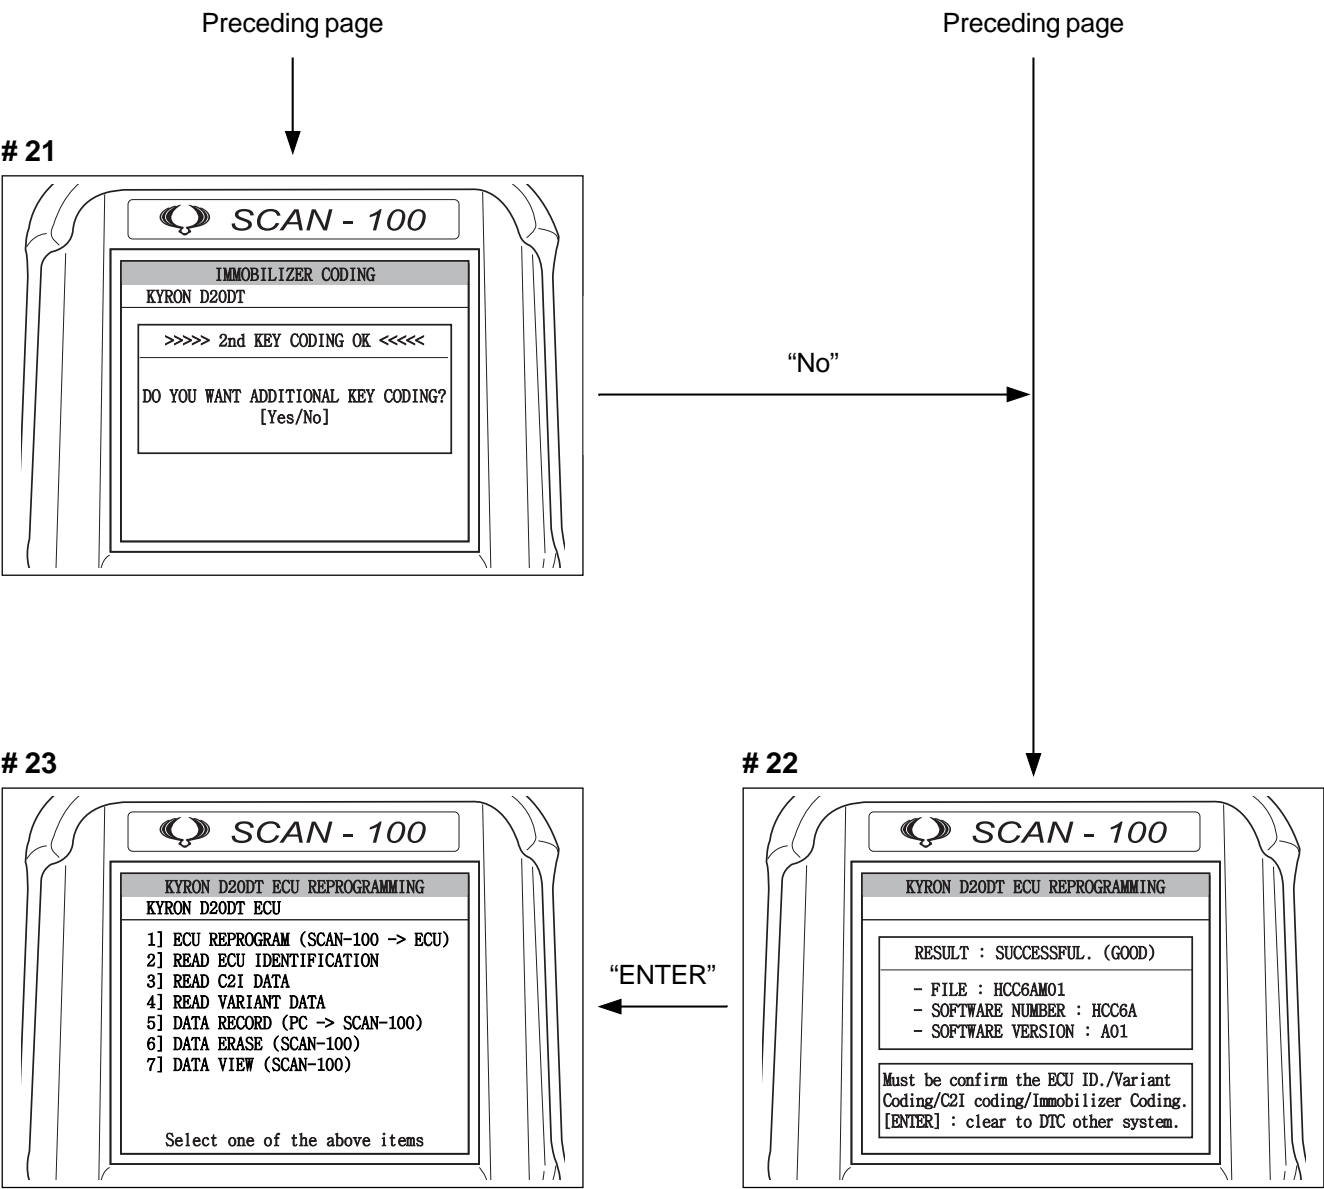 Preceding page
Preceding page
# 21
SCAN - 100
IMMOBILIZER CODING
KYRON D20DT
>>>>> 2nd KEY CODING OK <<<<<
DO YOU WANT ADDITIONAL KEY CODING?
[Yes/No]
“No”
# 23
SCAN - 100
KYRON D20DT ECU REPROGRAMMING
KYRON D20DT ECU
1] ECU REPROGRAM (SCAN-100 -> ECU)
2] READ ECU IDENTIFICATION
3] READ C2I DATA
4] READ VARIANT DATA
5] DATA RECORD (PC -> SCAN-100)
6] DATA ERASE (SCAN-100)
7] DATA VIEW (SCAN-100)
Select one of the above items
“ENTER”
# 22
SCAN - 100
KYRON D20DT ECU REPROGRAMMING
RESULT : SUCCESSFUL. (GOOD)
- FILE : HCC6AM01
- SOFTWARE NUMBER : HCC6A
- SOFTWARE VERSION : A01
Must be confirm the ECU ID./Variant
Coding/C2I coding/Immobilizer Coding.
[ENTER] : clear to DTC other system.